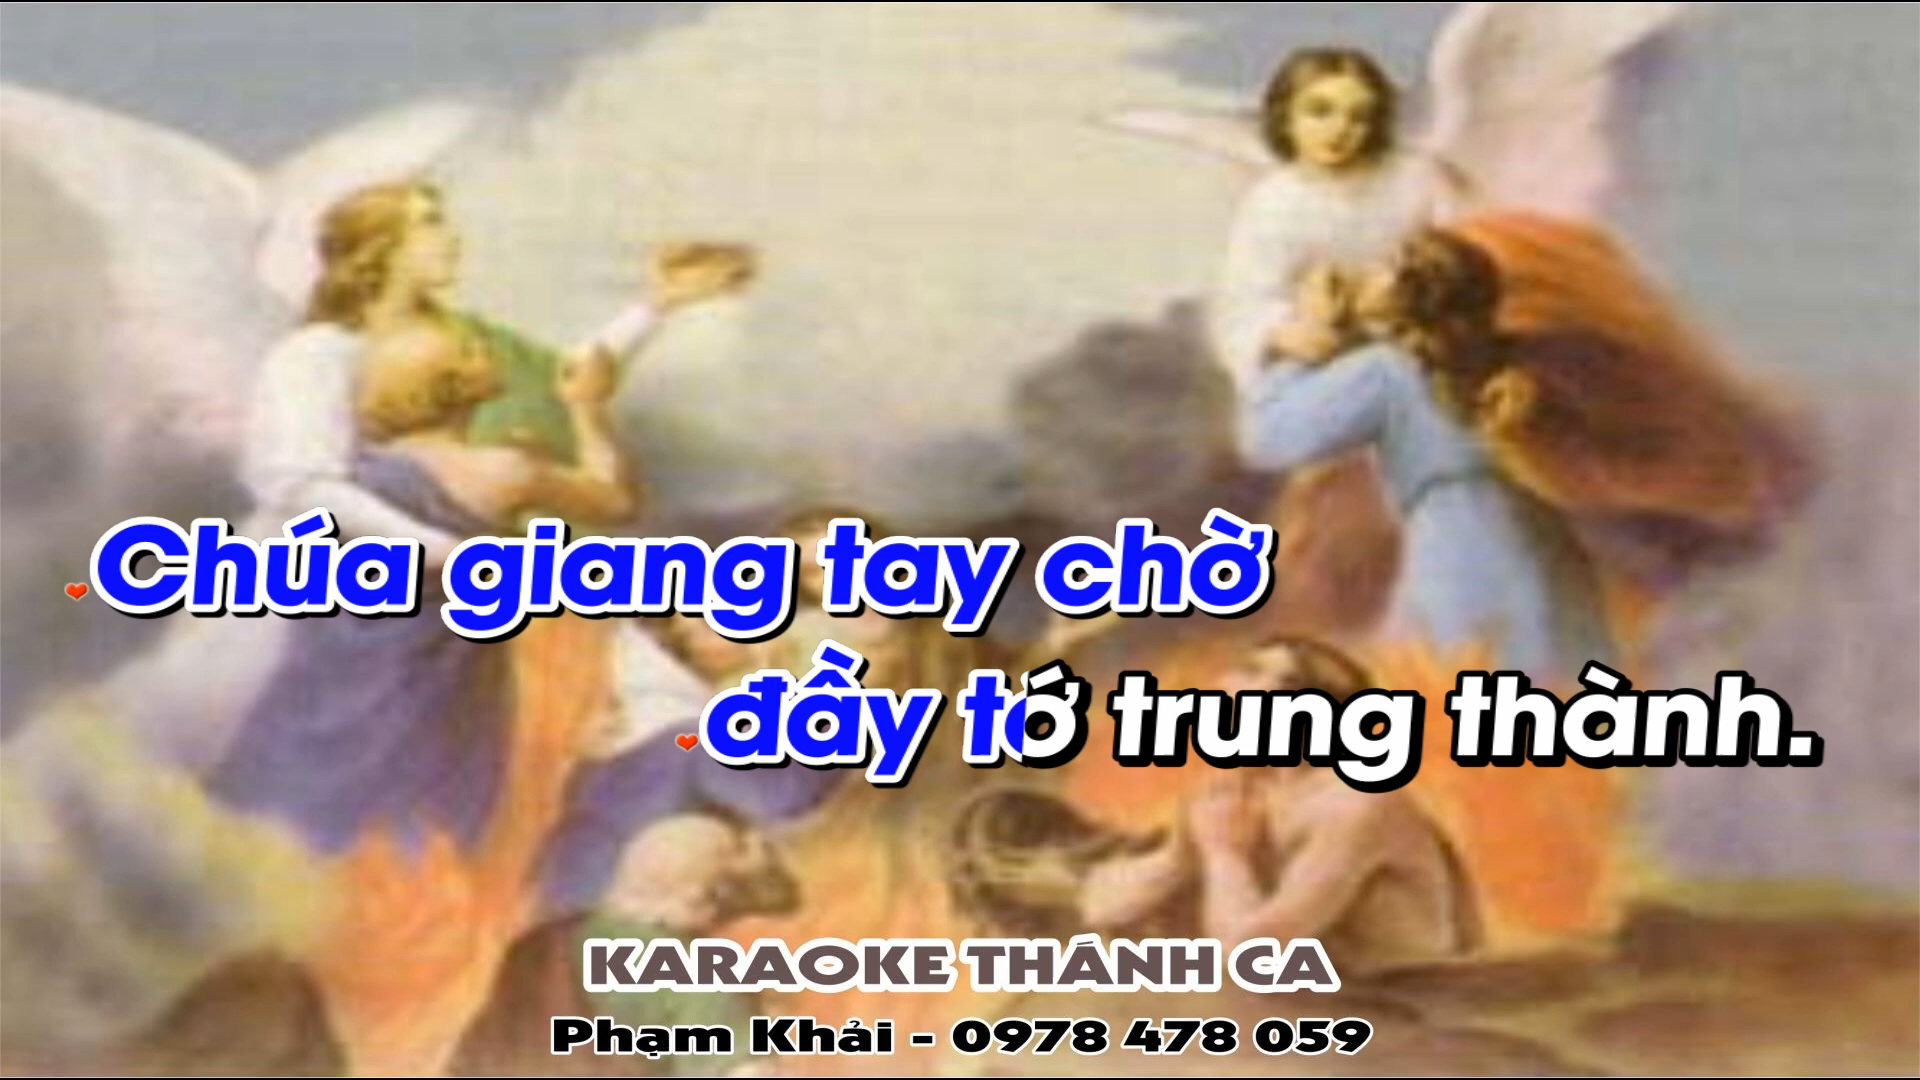 Chúa giang tay chờ
đầy tớ trung thành.
KARAOKE THÁNH CA
Phạm Khải - 0978 478 059